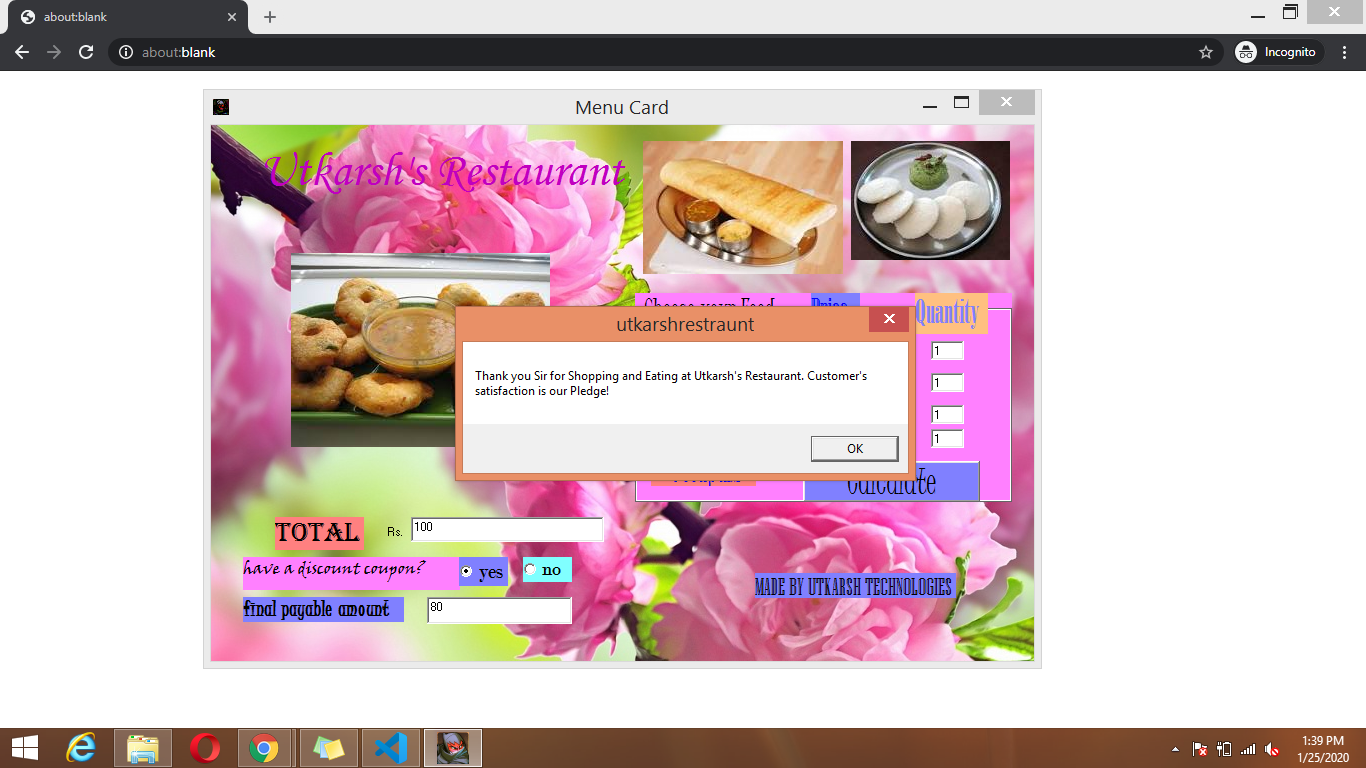 about:blank
about:blank
Incognito
Menu Card
Utkarsh's Restaurant
Choose your Food
Price
Quantity
utkarshrestraunt
1
Thank you Sir for Shopping and Eating at Utkarsh's Restaurant. Customer's
satisfaction is our Pledge!
1
1
1
OK
Calculate
TOTAL Rs. 100
have a discount coupon? yes no
MADE BY UTKARSH TECHNOLOGIES
final payable amount 80
1:39 PM
1/25/2020